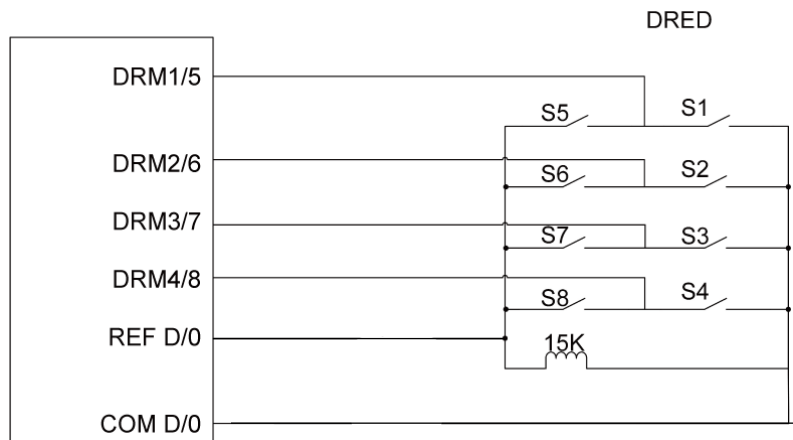 DRED
DRM1/5
S5
S1
DRM2/6
S6
S2
DRM3/7
S7
S3
DRM4/8
S8
S4
REF D/0
15K
COM D/0